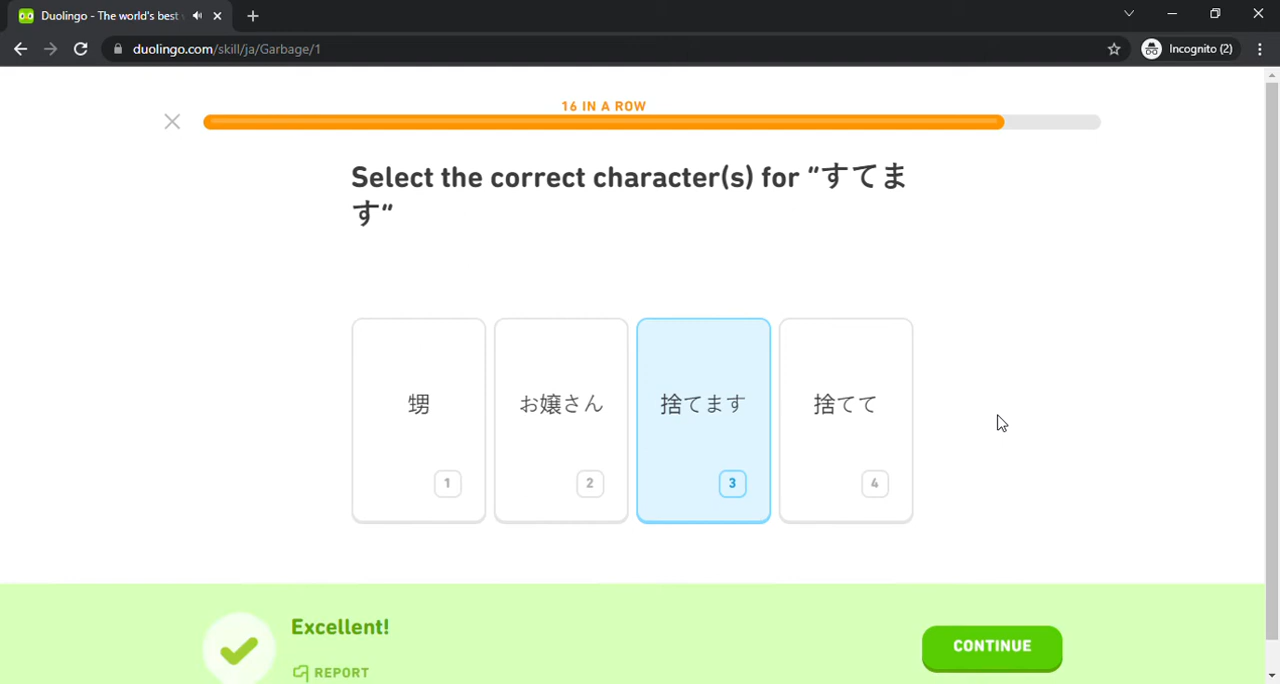 Duolingo - The world's best
duolingo.com/skill/ja/Garbage/1
Incognito (2)
16 IN A ROW
Select the correct character(s) for "すてま
す"
甥
お嬢さん
捨てます
捨てて
1
2
3
4
Excellent!
REPORT
CONTINUE